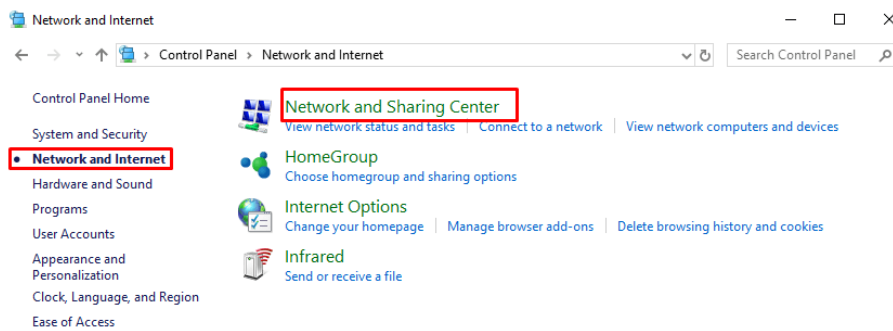 Network and Internet
Control Panel > Network and Internet
Search Control Panel
Control Panel Home
System and Security
Network and Internet
Hardware and Sound
Programs
User Accounts
Appearance and
Personalization
Clock, Language, and Region
Ease of Access
Network and Sharing Center
View network status and tasks | Connect to a network | View network computers and devices
HomeGroup
Choose homegroup and sharing options
Internet Options
Change your homepage | Manage browser add-ons | Delete browsing history and cookies
Infrared
Send or receive a file